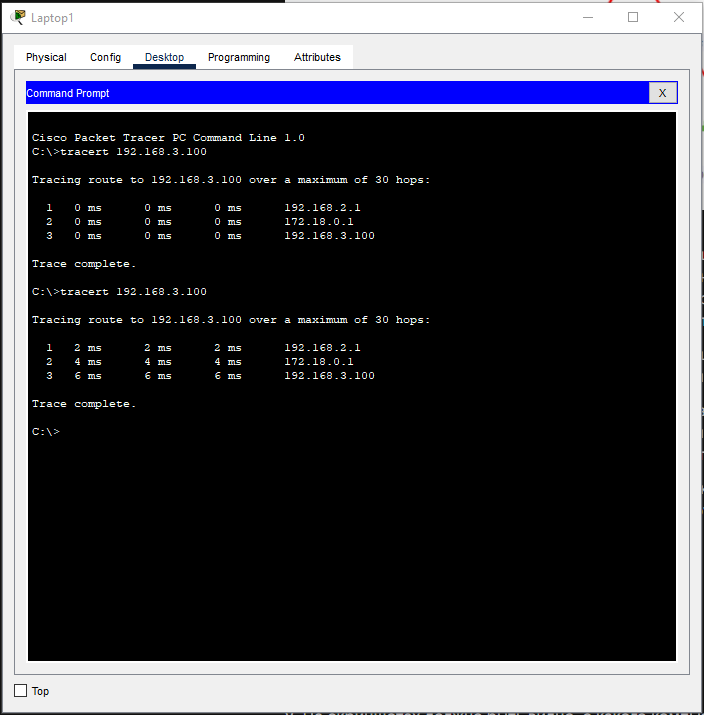 Laptop1
Physical Config Desktop Programming Attributes
Command Prompt X
Cisco Packet Tracer PC Command Line 1.0
C:\>tracert 192.168.3.100
Tracing route to 192.168.3.100 over a maximum of 30 hops:
1 0 ms 0 ms 0 ms 192.168.2.1
2 0 ms 0 ms 0 ms 172.18.0.1
3 0 ms 0 ms 0 ms 192.168.3.100
Trace complete.
C:\>tracert 192.168.3.100
Tracing route to 192.168.3.100 over a maximum of 30 hops:
1 2 ms 2 ms 2 ms 192.168.2.1
2 4 ms 4 ms 4 ms 172.18.0.1
3 6 ms 6 ms 6 ms 192.168.3.100
Trace complete.
C:\>
Top